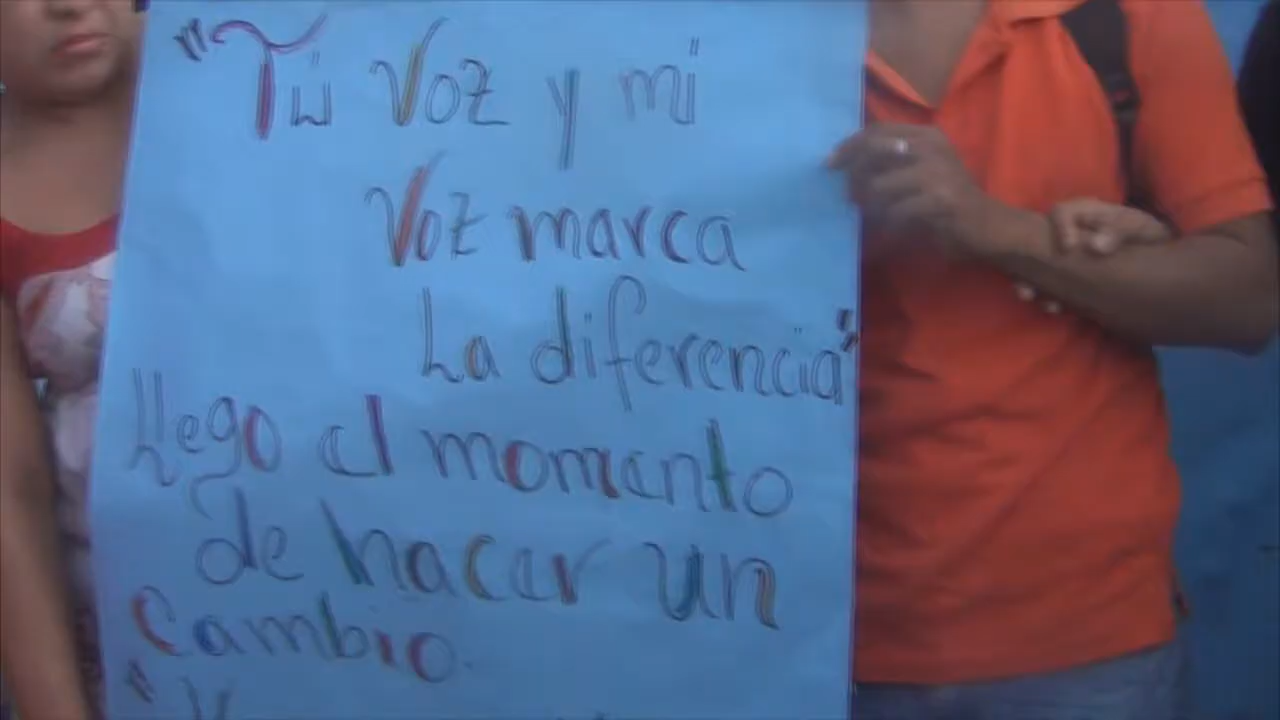 "Tú Voz y mi
Voz marca
La diferencia"
llego el momento
de hacer un
Cambio.